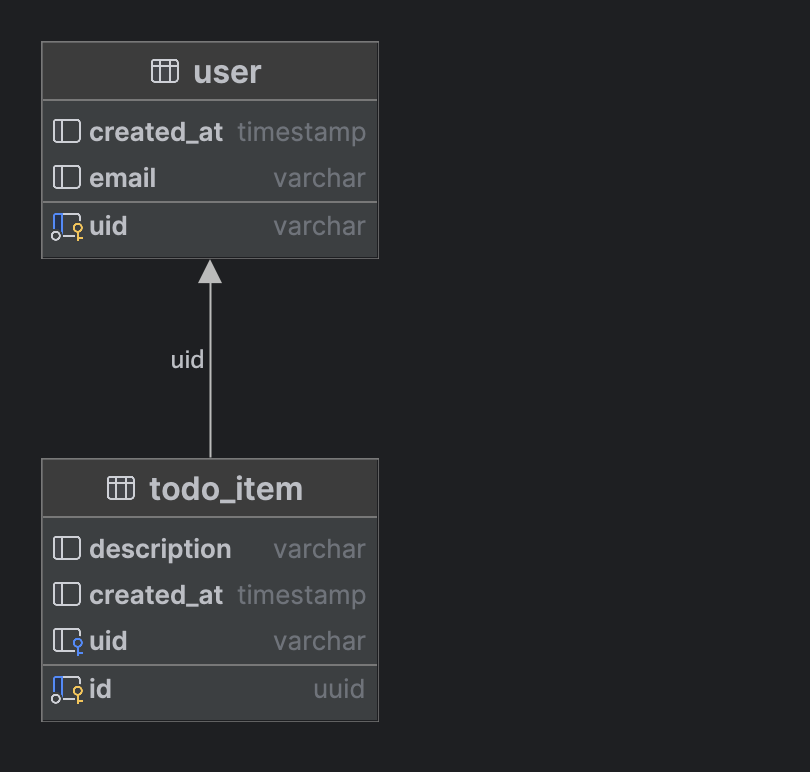 user
created_at timestamp
email varchar
uid varchar
uid
todo_item
description varchar
created_at timestamp
uid varchar
id uuid